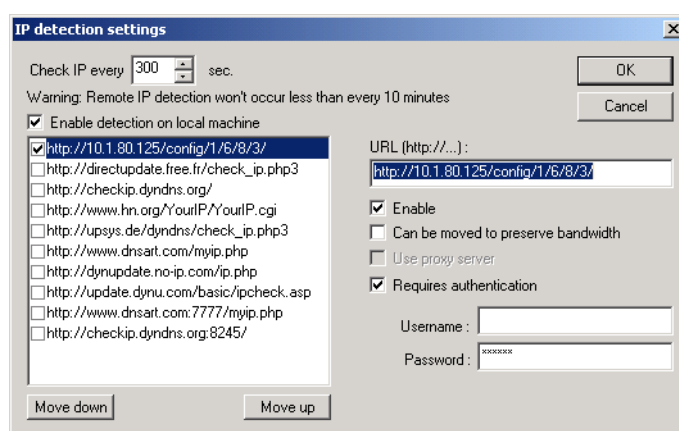 IP detection settings
Check IP every 300 sec.
OK
Warning: Remote IP detection won't occur less than every 10 minutes
Cancel
Enable detection on local machine
http://10.1.80.125/config/1/6/8/3/
http://directupdate.free.fr/check_ip.php3
http://checkip.dyndns.org/
http://www.hn.org/YourIP/YourIP.cgi
http://upsys.de/dyndns/check_ip.php3
http://www.dnsart.com/myip.php
http://dynupdate.no-ip.com/ip.php
http://update.dynu.com/basic/ipcheck.asp
http://www.dnsart.com:7777/myip.php
http://checkip.dyndns.org:8245/
Move down
Move up
URL (http://...) :
http://10.1.80.125/config/1/6/8/3/
Enable
Can be moved to preserve bandwidth
Use proxy server
Requires authentication
Username :
Password : ××××××